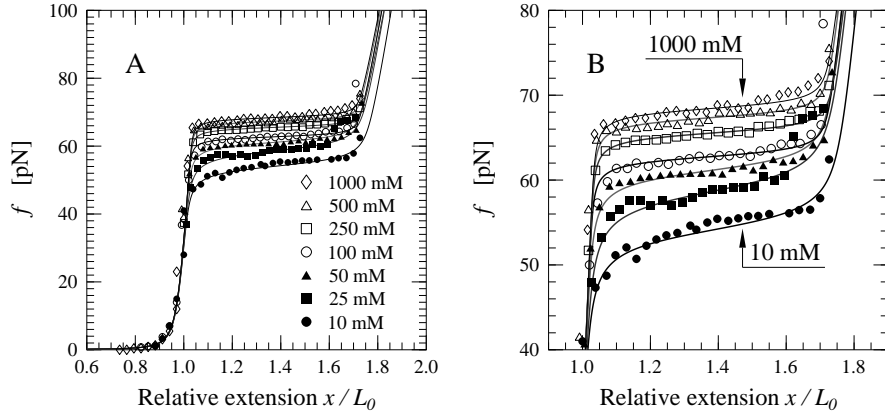 A
f [pN]
100
80
60
40
20
0
0.6 0.8 1.0 1.2 1.4 1.6 1.8 2.0
Relative extension x / L0
1000 mM
500 mM
250 mM
100 mM
50 mM
25 mM
10 mM
B
f [pN]
80
70
60
50
40
1.0 1.2 1.4 1.6 1.8
Relative extension x / L0
1000 mM
10 mM